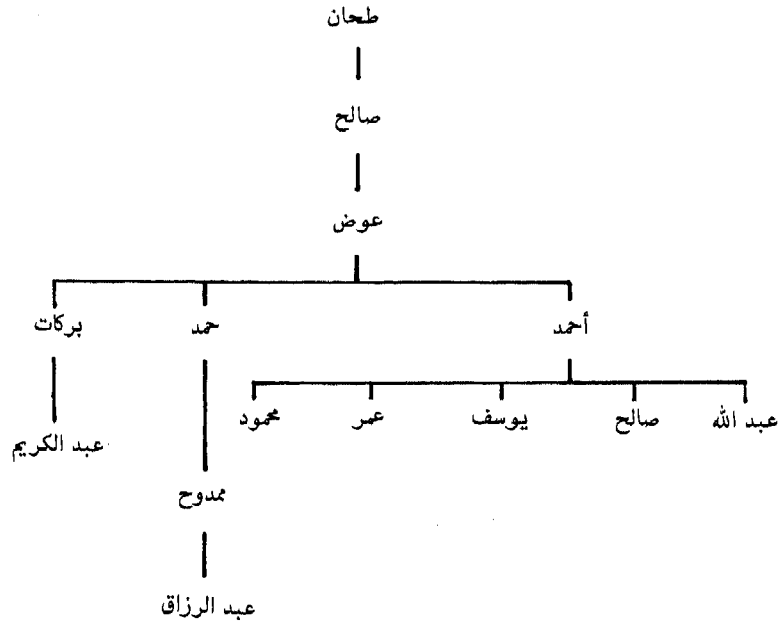 طحان
صالح
عوض
أحمد حمد بركات
عبد الله صالح يوسف عمر محمود
عبد الكريم
ممدوح
عبد الرزاق